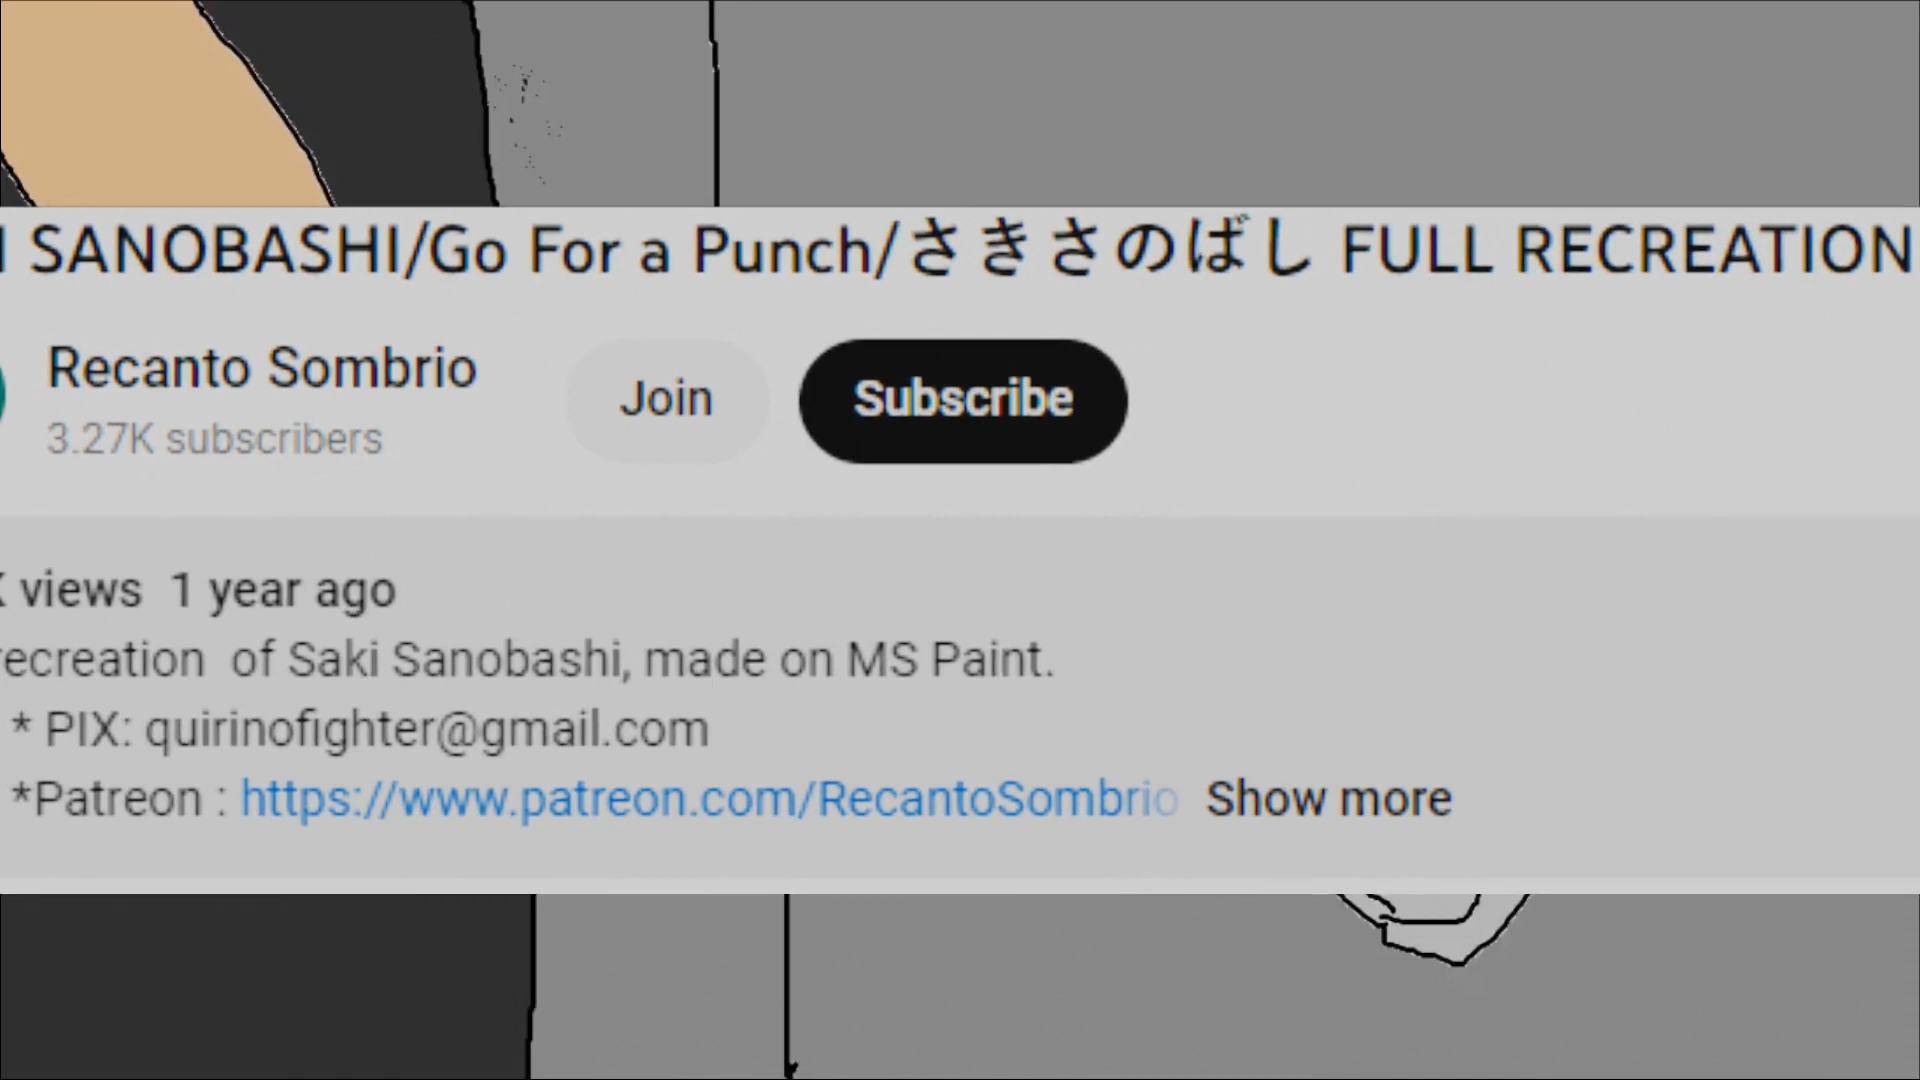 SANOBASHI/Go For a Punch/さきさのばし FULL RECREATION
Recanto Sombrio
Join
Subscribe
3.27K subscribers
views 1 year ago
recreation of Saki Sanobashi, made on MS Paint.
* PIX: quirinofighter@gmail.com
*Patreon : https://www.patreon.com/RecantoSombrio Show more